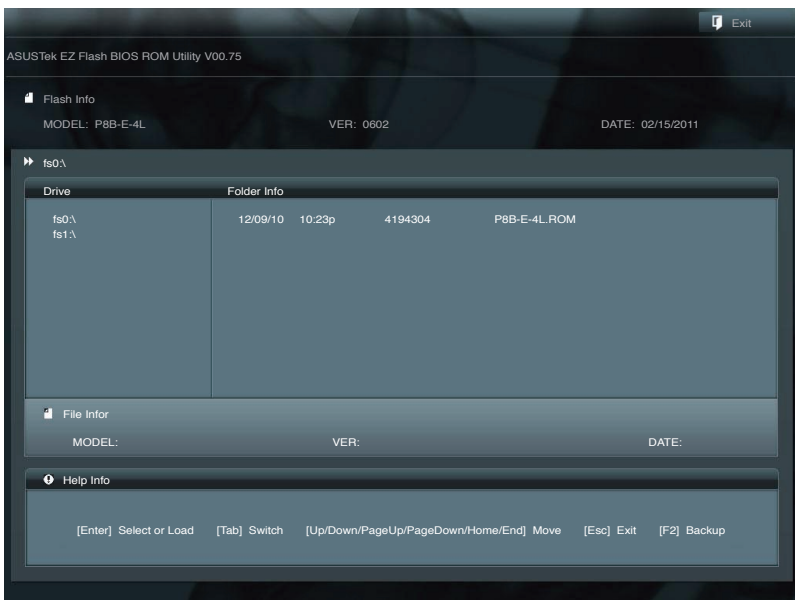 Exit
ASUSTek EZ Flash BIOS ROM Utility V00.75
Flash Info
MODEL: P8B-E-4L VER: 0602 DATE: 02/15/2011
fs0:\
Drive Folder Info
fs0:\ 12/09/10 10:23p 4194304 P8B-E-4L.ROM
fs1:\
File Infor
MODEL: VER: DATE:
Help Info
[Enter] Select or Load [Tab] Switch [Up/Down/PageUp/PageDown/Home/End] Move [Esc] Exit [F2] Backup